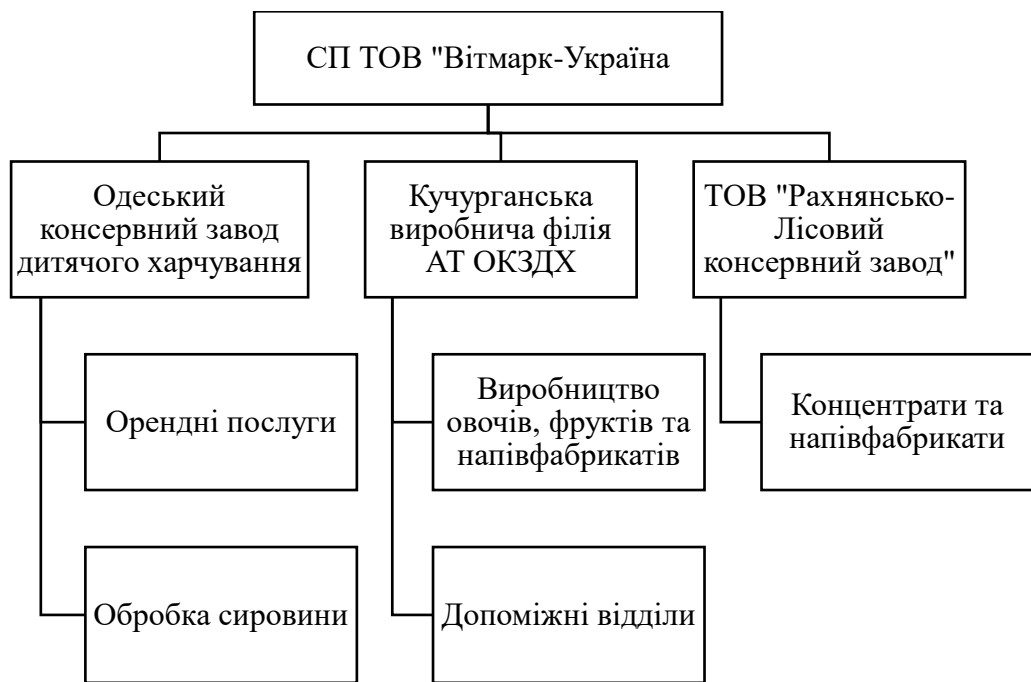 СП ТОВ "Вітмарк-Україна
Одеський
консервний завод
дитячого харчування
Кучурганська
виробнича філія
АТ ОКЗДХ
ТОВ "Рахнянсько-
Лісовий
консервний завод"
Орендні послуги
Виробництво
овочів, фруктів та
напівфабрикатів
Концентрати та
напівфабрикати
Обробка сировини
Допоміжні відділи